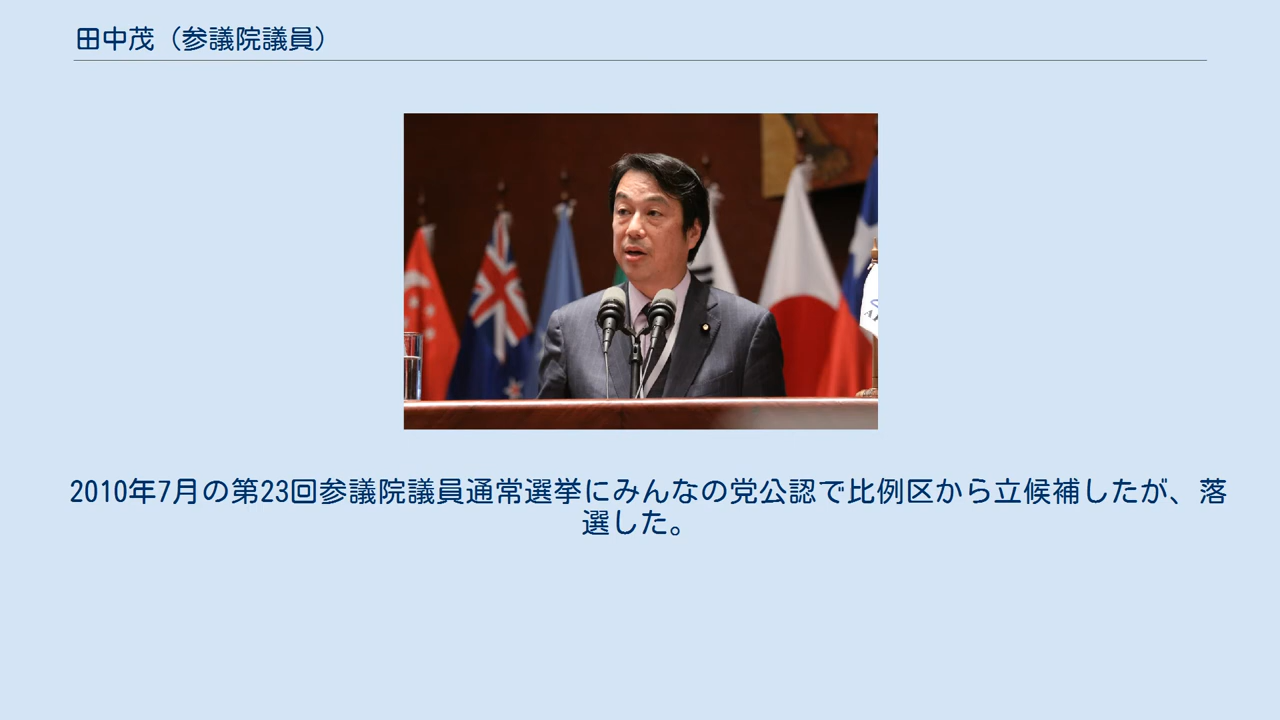 田中茂（参議院議員）
2010年7月の第23回参議院議員通常選挙にみんなの党公認で比例区から立候補したが、落
選した。